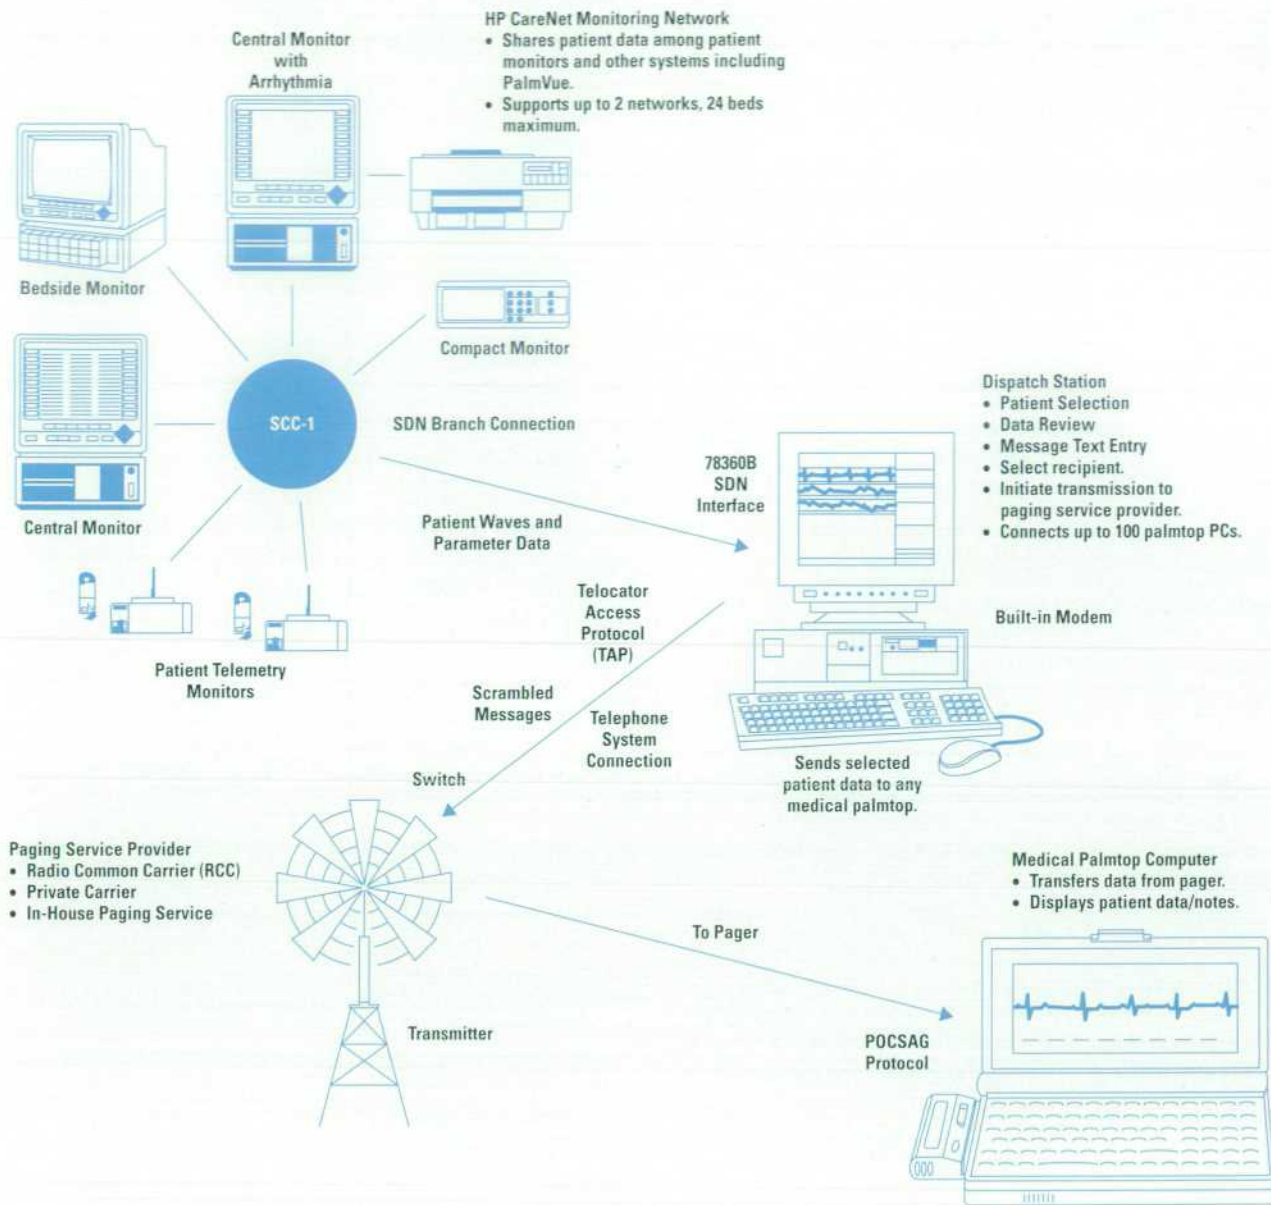 HP CareNet Monitoring Network
• Shares patient data among patient
monitors and other systems including
PalmVue.
• Supports up to 2 networks, 24 beds
maximum.
Central Monitor
with
Arrhythmia
Bedside Monitor
Compact Monitor
SCC-1
SDN Branch Connection
Central Monitor
Patient Waves and
Parameter Data
78360B
SDN
Interface
Dispatch Station
• Patient Selection
• Data Review
• Message Text Entry
• Select recipient.
• Initiate transmission to
paging service provider.
• Connects up to 100 palmtop PCs.
Built-in Modem
Patient Telemetry
Monitors
Telocator
Access
Protocol
(TAP)
Scrambled
Messages
Telephone
System
Connection
Sends selected
patient data to any
medical palmtop.
Switch
Paging Service Provider
• Radio Common Carrier (RCC)
• Private Carrier
• In-House Paging Service
Transmitter
To Pager
Medical Palmtop Computer
• Transfers data from pager.
• Displays patient data/notes.
POCSAG
Protocol